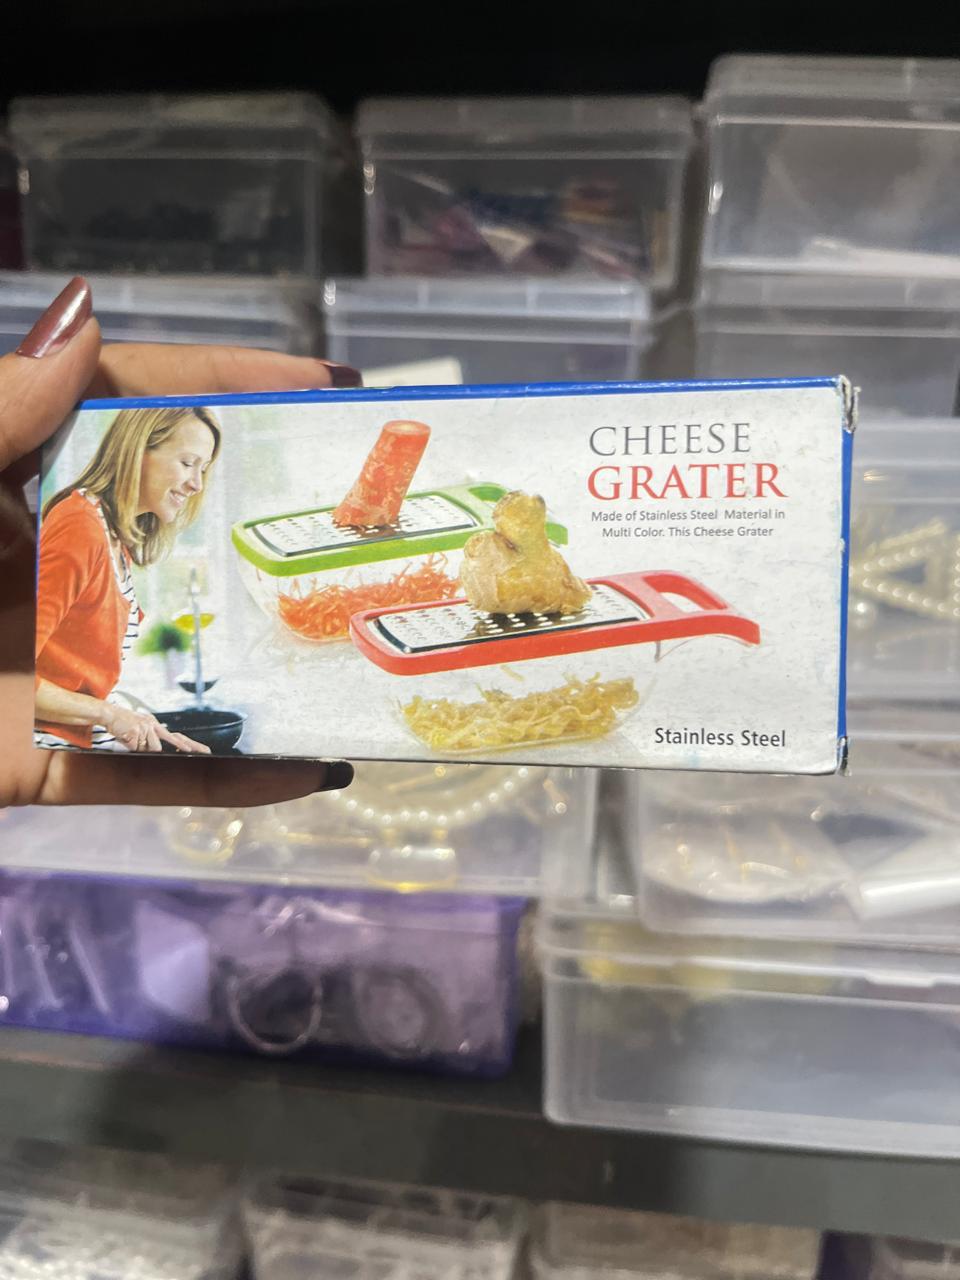 CHEESE
GRATER
Made of Stainless Steel Material in
Multi Color. This Cheese Grater
Stainless Steel